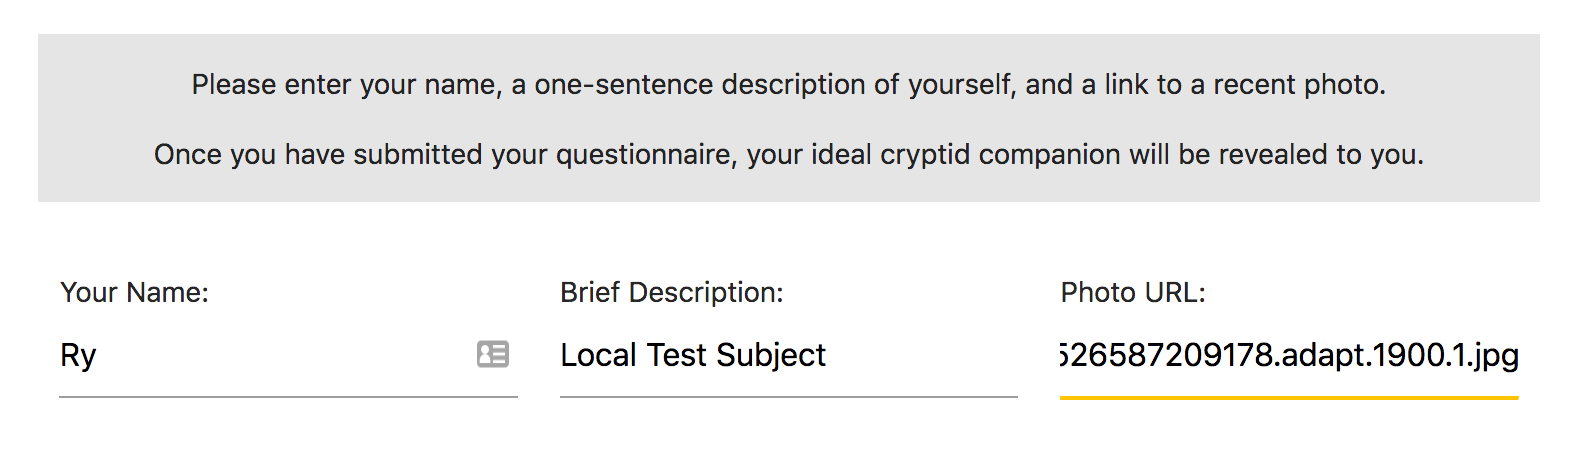 Please enter your name, a one-sentence description of yourself, and a link to a recent photo.
Once you have submitted your questionnaire, your ideal cryptid companion will be revealed to you.
Your Name:
Brief Description:
Photo URL:
Ry
Local Test Subject
526587209178.adapt.1900.1.jpg